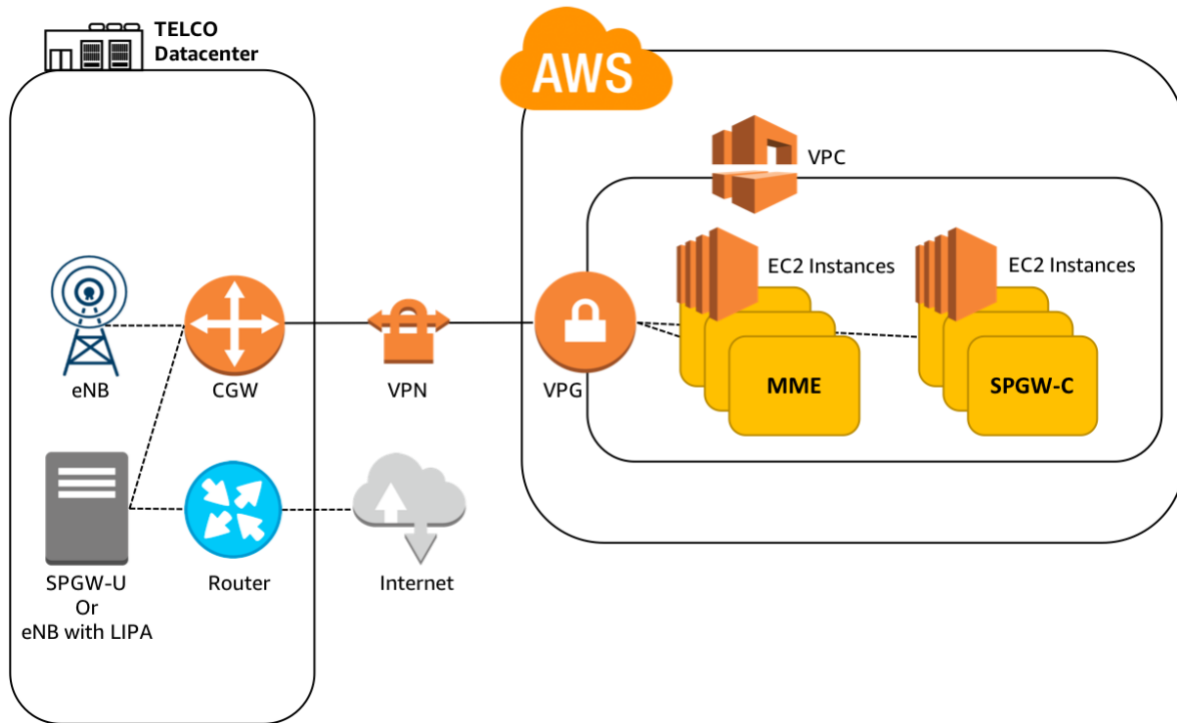 TELCO
Datacenter
AWS
VPC
EC2 Instances
EC2 Instances
eNB
CGW
VPN
VPG
MME
SPGW-C
SPGW-U
Or
eNB with LIPA
Router
Internet